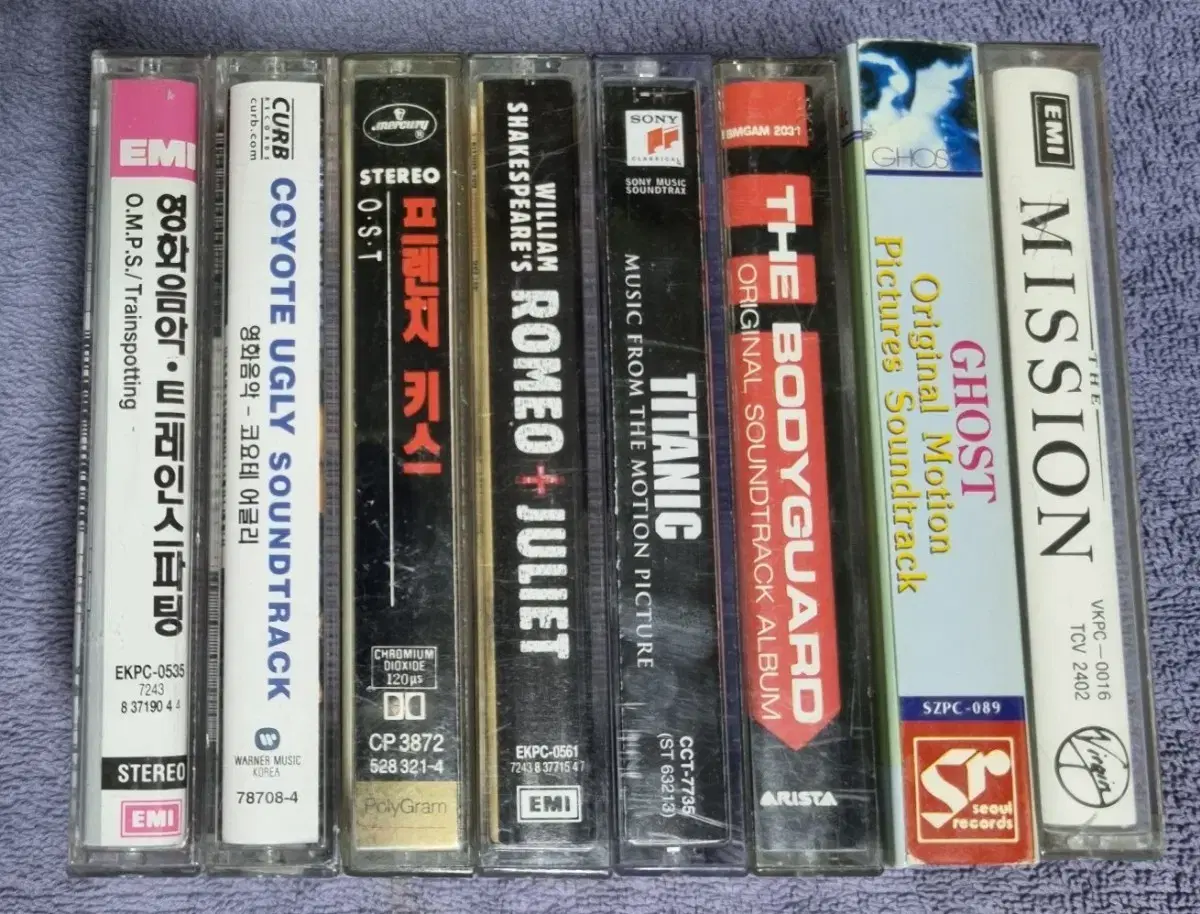 EMI
영화음악 · 트레인스파팅
O.M.P.S./Trainspotting
EKPC-0535
7243
8 37190 4 4
STEREO
EMI
CURB
RECORDS
curb.com
COYOTE UGLY SOUNDTRACK
영화음악 - 코요테 어글리
WARNER MUSIC
KOREA
78708-4
mercury
STEREO
O·S·T
프렌치 키스
CHROMIUM
DIOXIDE
120µs
CP 3872
528 321-4
PolyGram
WILLIAM
SHAKESPEARE'S
ROMEO + JULIET
EKPC-0561
7243 8 37715 4 7
EMI
SONY
CLASSICAL
SONY MUSIC
SOUNDTRAX
TITANIC
MUSIC FROM THE MOTION PICTURE
CCT-7735
(ST 63213)
BMGAM 2031
THE BODYGUARD
ORIGINAL SOUNDTRACK ALBUM
ARISTA
GHOS
GHOST
Original Motion
Pictures Soundtrack
SZPC-089
sr
seoul
records
EMI
THE
MISSION
VKPC-0016
TCV 2402
Virgin